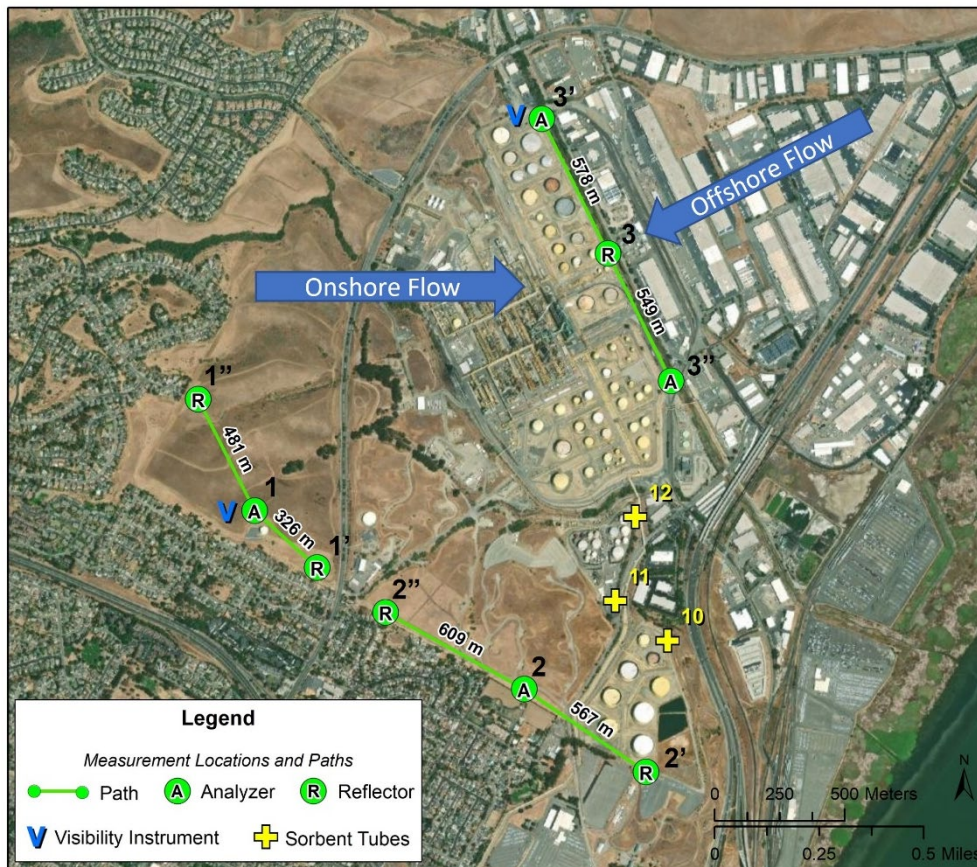 3'
V
A
578 m
Offshore Flow
3
R
Onshore Flow
549 m
3"
A
1"
R
481 m
12
V
1
A
326 m
1'
R
11
2"
R
10
609 m
2
A
567 m
2'
R
Legend
Measurement Locations and Paths
Path
A Analyzer
R Reflector
V Visibility Instrument
Sorbent Tubes
N
0 250 500 Meters
0 0.25 0.5 Miles